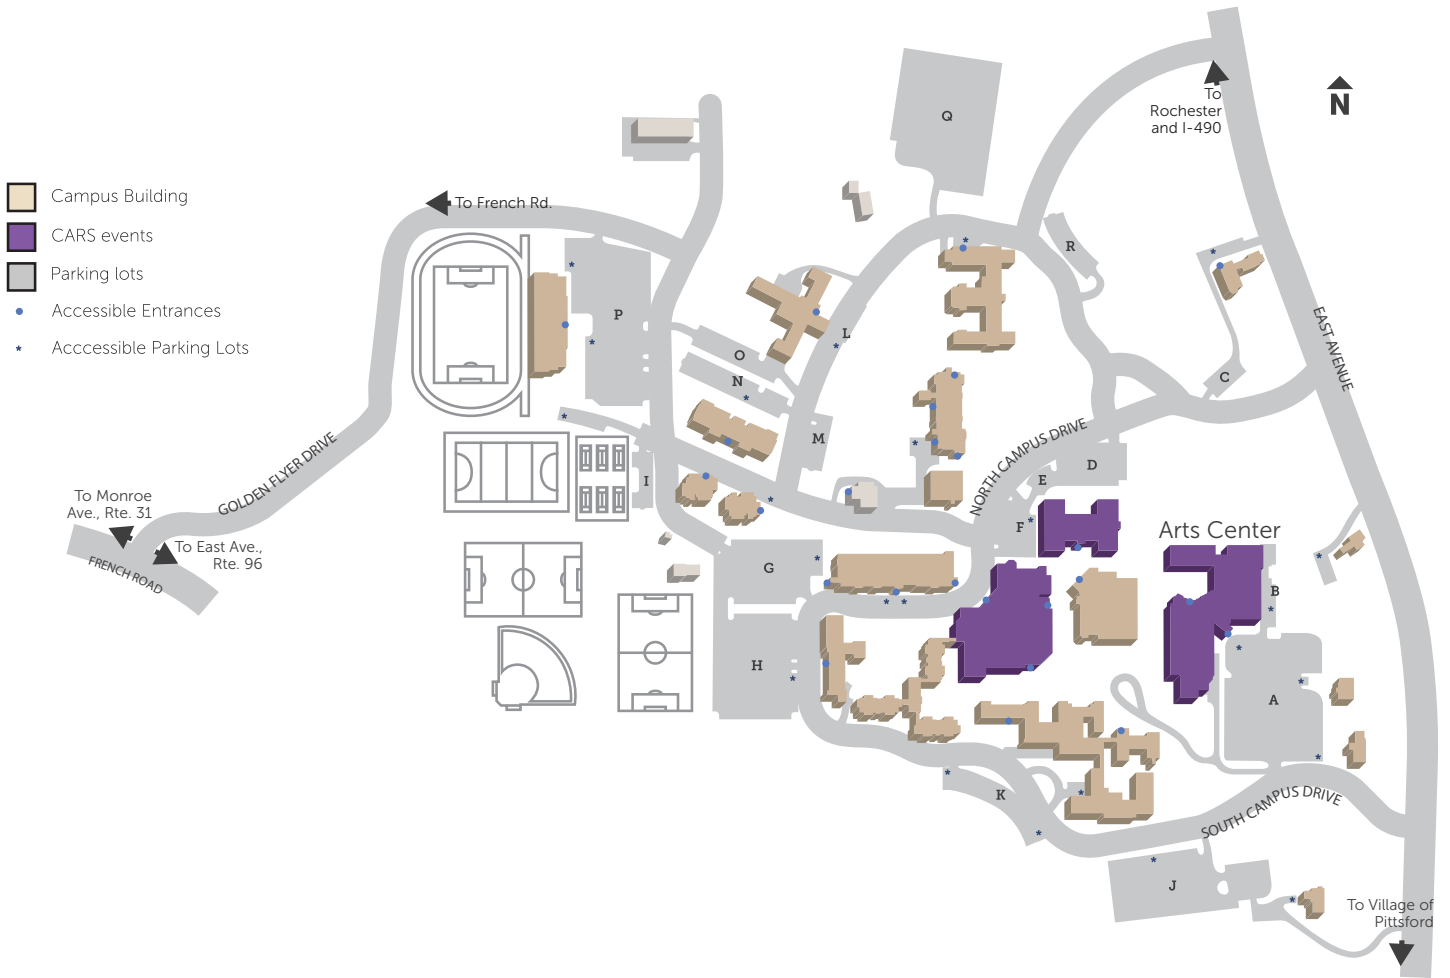 To
Rochester
and I-490
N
Q
Campus Building
CARS events
Parking lots
Accessible Entrances
Acccessible Parking Lots
To French Rd.
R
P
L
O
N
C
M
EAST AVENUE
GOLDEN FLYER DRIVE
NORTH CAMPUS DRIVE
D
E
I
F
To Monroe
Ave., Rte. 31
To East Ave.,
Rte. 96
FRENCH ROAD
Arts Center
G
B
H
A
K
SOUTH CAMPUS DRIVE
J
To Village of
Pittsford